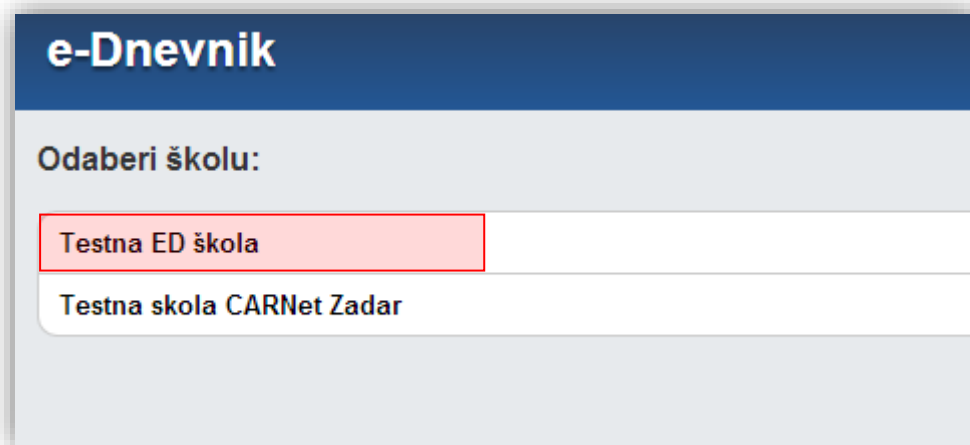 e-Dnevnik
Odaberi školu:
Testna ED škola
Testna skola CARNet Zadar